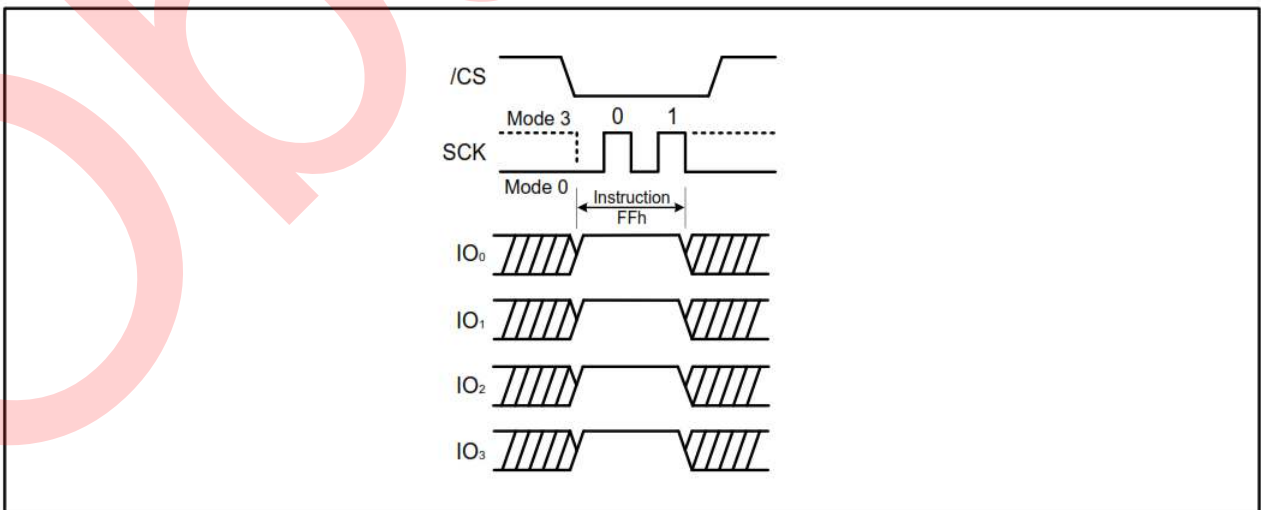 /CS
Mode 3 0 1
SCK
Mode 0
Instruction
FFh
IO₀
IO₁
IO₂
IO₃